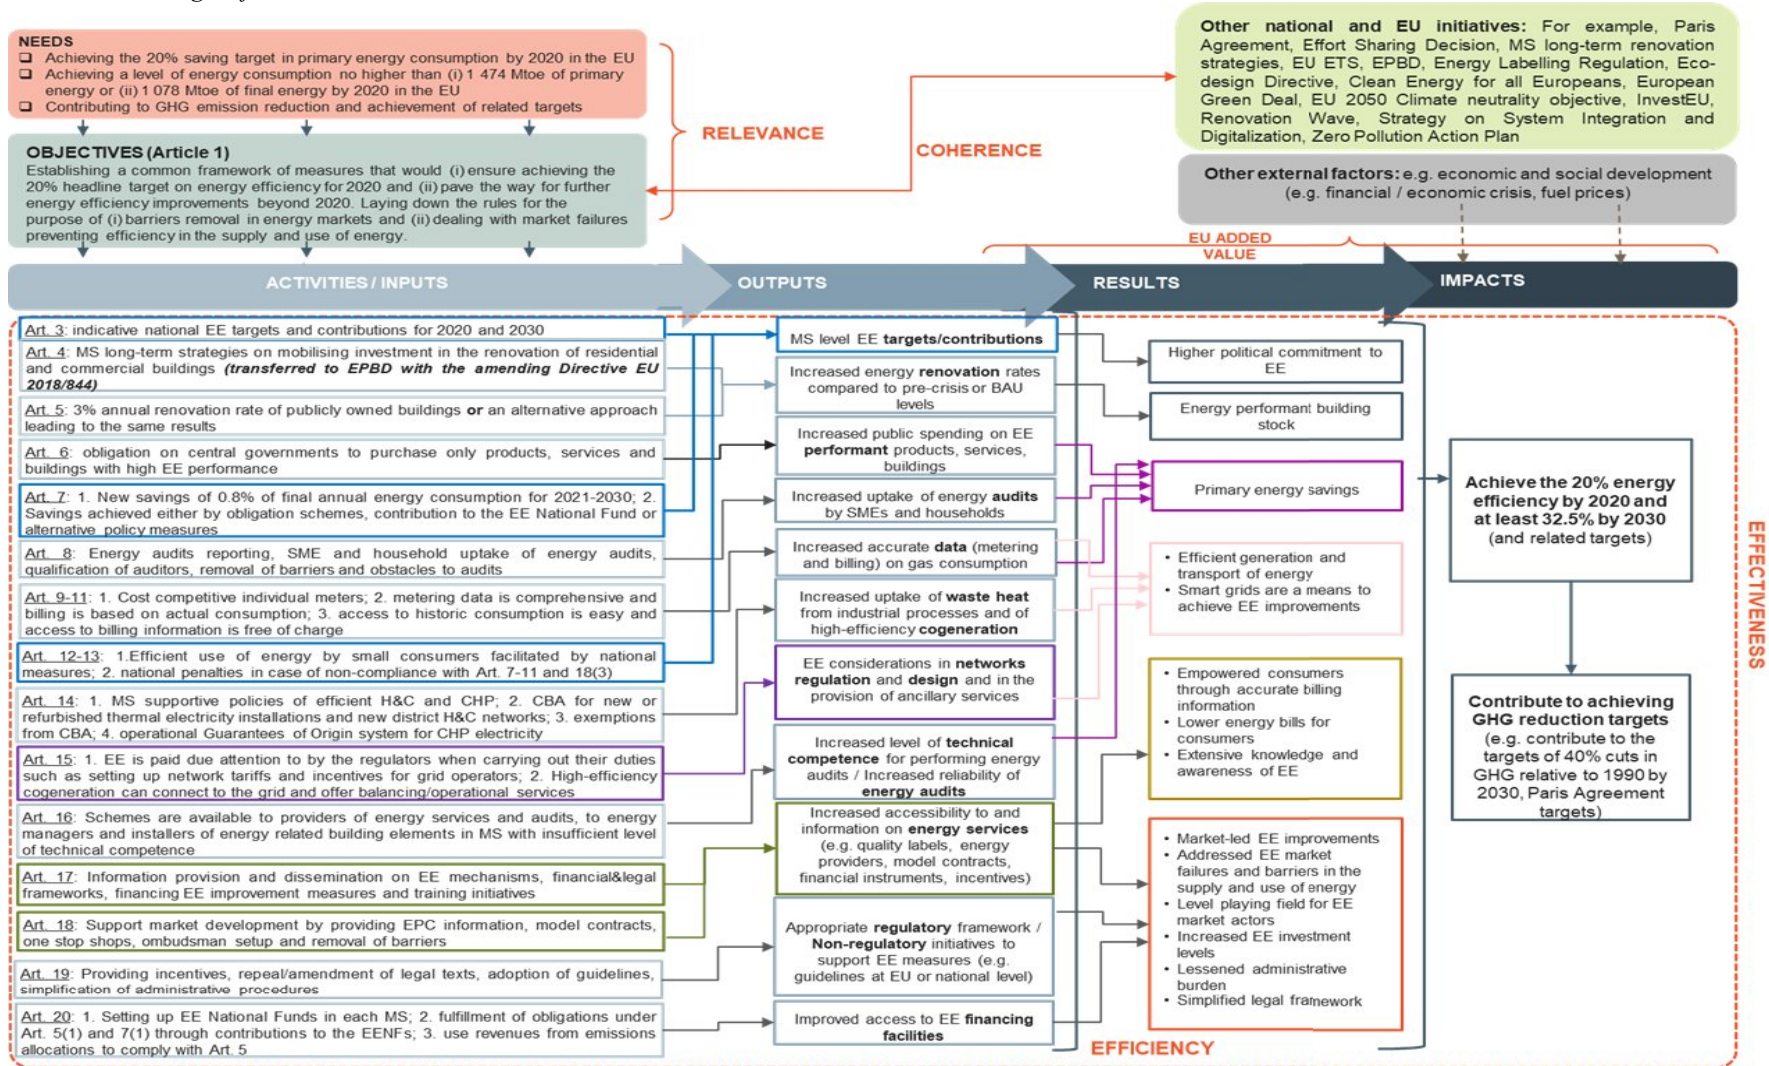 NEEDS
❑ Achieving the 20% saving target in primary energy consumption by 2020 in the EU
❑ Achieving a level of energy consumption no higher than (i) 1 474 Mtoe of primary
energy or (ii) 1 078 Mtoe of final energy by 2020 in the EU
❑ Contributing to GHG emission reduction and achievement of related targets
OBJECTIVES (Article 1)
Establishing a common framework of measures that would (i) ensure achieving the
20% headline target on energy efficiency for 2020 and (ii) pave the way for further
energy efficiency improvements beyond 2020. Laying down the rules for the
purpose of (i) barriers removal in energy markets and (ii) dealing with market failures
preventing efficiency in the supply and use of energy.
RELEVANCE
COHERENCE
Other national and EU initiatives: For example, Paris
Agreement, Effort Sharing Decision, MS long-term renovation
strategies, EU ETS, EPBD, Energy Labelling Regulation, Eco-
design Directive, Clean Energy for all Europeans, European
Green Deal, EU 2050 Climate neutrality objective, InvestEU,
Renovation Wave, Strategy on System Integration and
Digitalization, Zero Pollution Action Plan
Other external factors: e.g. economic and social development
(e.g. financial / economic crisis, fuel prices)
EU ADDED
VALUE
ACTIVITIES / INPUTS
OUTPUTS
RESULTS
IMPACTS
Art. 3: indicative national EE targets and contributions for 2020 and 2030
Art. 4: MS long-term strategies on mobilising investment in the renovation of residential
and commercial buildings (transferred to EPBD with the amending Directive EU
2018/844)
Art. 5: 3% annual renovation rate of publicly owned buildings or an alternative approach
leading to the same results
Art. 6: obligation on central governments to purchase only products, services and
buildings with high EE performance
Art. 7: 1. New savings of 0.8% of final annual energy consumption for 2021-2030; 2.
Savings achieved either by obligation schemes, contribution to the EE National Fund or
alternative policy measures
Art. 8: Energy audits reporting, SME and household uptake of energy audits,
qualification of auditors, removal of barriers and obstacles to audits
Art. 9-11: 1. Cost competitive individual meters; 2. metering data is comprehensive and
billing is based on actual consumption; 3. access to historic consumption is easy and
access to billing information is free of charge
Art. 12-13: 1.Efficient use of energy by small consumers facilitated by national
measures; 2. national penalties in case of non-compliance with Art. 7-11 and 18(3)
Art. 14: 1. MS supportive policies of efficient H&C and CHP; 2. CBA for new or
refurbished thermal electricity installations and new district H&C networks; 3. exemptions
from CBA; 4. operational Guarantees of Origin system for CHP electricity
Art. 15: 1. EE is paid due attention to by the regulators when carrying out their duties
such as setting up network tariffs and incentives for grid operators; 2. High-efficiency
cogeneration can connect to the grid and offer balancing/operational services
Art. 16: Schemes are available to providers of energy services and audits, to energy
managers and installers of energy related building elements in MS with insufficient level
of technical competence
Art. 17: Information provision and dissemination on EE mechanisms, financial&legal
frameworks, financing EE improvement measures and training initiatives
Art. 18: Support market development by providing EPC information, model contracts,
one stop shops, ombudsman setup and removal of barriers
Art. 19: Providing incentives, repeal/amendment of legal texts, adoption of guidelines,
simplification of administrative procedures
Art. 20: 1. Setting up EE National Funds in each MS; 2. fulfillment of obligations under
Art. 5(1) and 7(1) through contributions to the EENFs; 3. use revenues from emissions
allocations to comply with Art. 5
MS level EE targets/contributions
Increased energy renovation rates
compared to pre-crisis or BAU
levels
Increased public spending on EE
performant products, services,
buildings
Increased uptake of energy audits
by SMEs and households
Increased accurate data (metering
and billing) on gas consumption
Increased uptake of waste heat
from industrial processes and of
high-efficiency cogeneration
EE considerations in networks
regulation and design and in the
provision of ancillary services
Increased level of technical
competence for performing energy
audits / Increased reliability of
energy audits
Increased accessibility to and
information on energy services
(e.g. quality labels, energy
providers, model contracts,
financial instruments, incentives)
Appropriate regulatory framework /
Non-regulatory initiatives to
support EE measures (e.g.
guidelines at EU or national level)
Improved access to EE financing
facilities
Higher political commitment to
EE
Energy performant building
stock
Primary energy savings
• Efficient generation and
transport of energy
• Smart grids are a means to
achieve EE improvements
• Empowered consumers
through accurate billing
information
• Lower energy bills for
consumers
• Extensive knowledge and
awareness of EE
• Market-led EE improvements
• Addressed EE market
failures and barriers in the
supply and use of energy
• Level playing field for EE
market actors
• Increased EE investment
levels
• Lessened administrative
burden
• Simplified legal framework
EFFICIENCY
Achieve the 20% energy
efficiency by 2020 and
at least 32.5% by 2030
(and related targets)
Contribute to achieving
GHG reduction targets
(e.g. contribute to the
targets of 40% cuts in
GHG relative to 1990 by
2030, Paris Agreement
targets)
EFFECTIVENESS